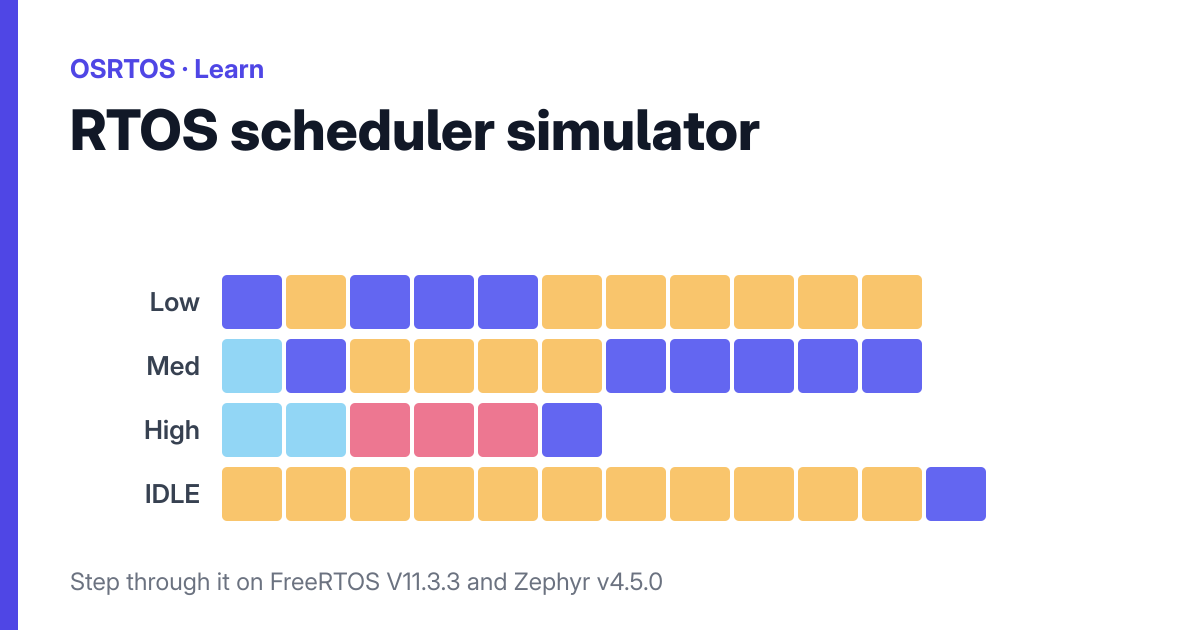 OSRTOS · Learn
RTOS scheduler simulator
Low
Med
High
IDLE
Step through it on FreeRTOS V11.3.3 and Zephyr v4.5.0